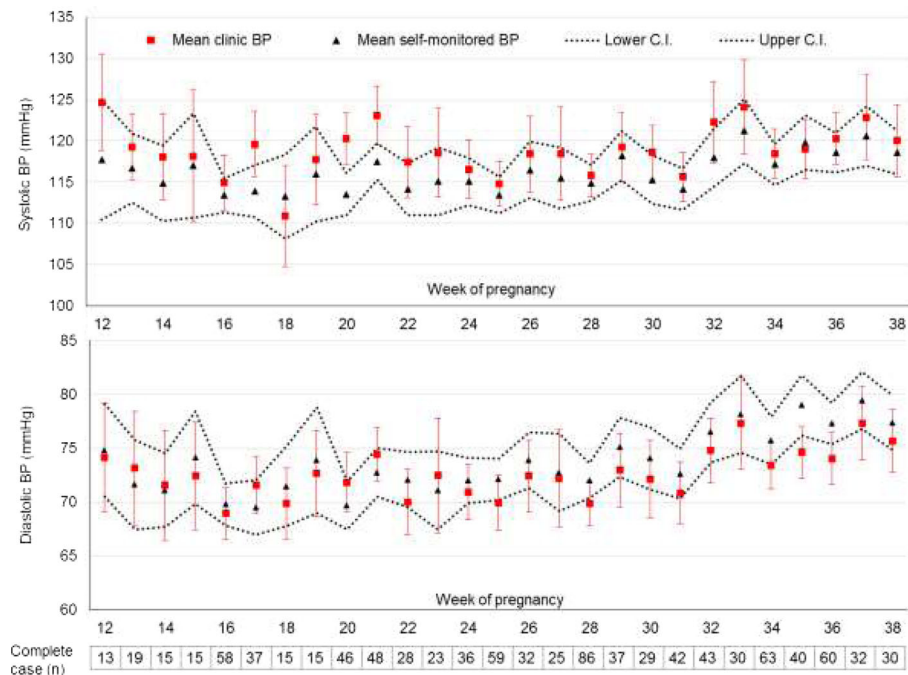 135
Mean clinic BP Mean self-monitored BP Lower C.I. Upper C.I.
130
125
120
115
110
105
100
Systolic BP (mmHg)
Week of pregnancy
12 14 16 18 20 22 24 26 28 30 32 34 36 38
85
80
75
70
65
60
Diastolic BP (mmHg)
Week of pregnancy
12 14 16 18 20 22 24 26 28 30 32 34 36 38
Complete
case (n)
13 19 15 15 58 37 15 15 46 48 28 23 36 59 32 25 86 37 29 42 43 30 63 40 60 32 30